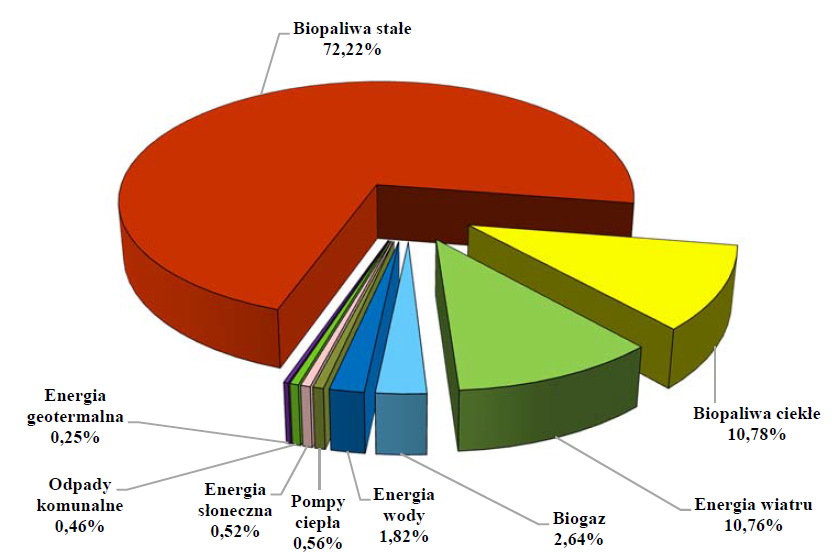 Biopaliwa stałe
72,22%
Energia
geotermalna
0,25%
Odpady
komunalne
0,46%
Energia
słoneczna
0,52%
Pompy
ciepła
0,56%
Energia
wody
1,82%
Biogaz
2,64%
Energia wiatru
10,76%
Biopaliwa ciekłe
10,78%